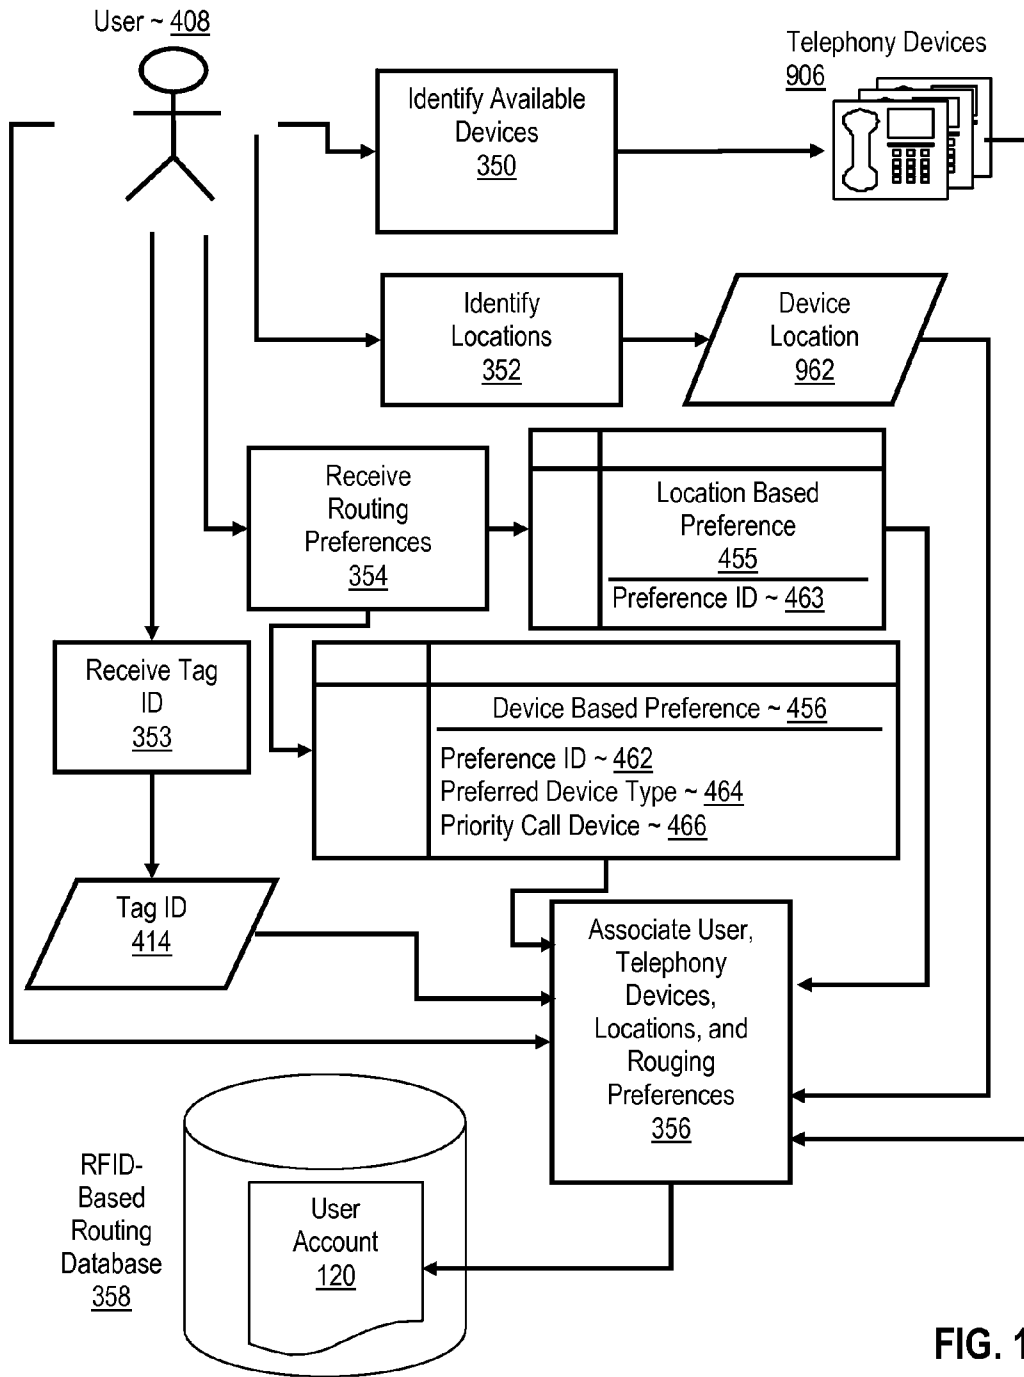 User ~ 408
Telephony Devices
906
Identify Available
Devices
350
Identify
Locations
352
Device
Location
962
Receive
Routing
Preferences
354
Location Based
Preference
455
Preference ID ~ 463
Receive Tag
ID
353
Device Based Preference ~ 456
Preference ID ~ 462
Preferred Device Type ~ 464
Priority Call Device ~ 466
Tag ID
414
Associate User,
Telephony
Devices,
Locations, and
Rouging
Preferences
356
RFID-
Based
Routing
Database
358
User
Account
120
FIG. 1